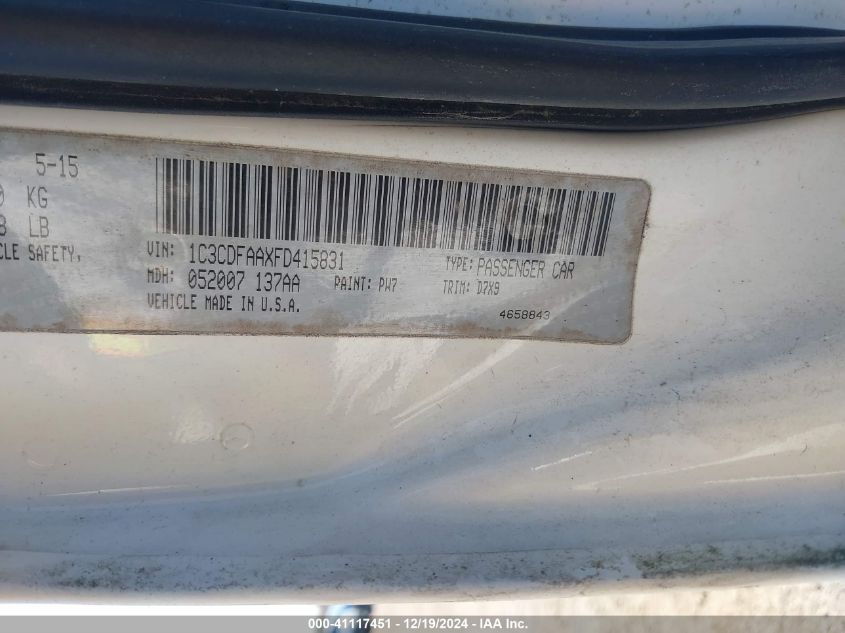 5-15
KG
LB
CLE SAFETY,
VIN: 1C3CDFAAXFD415831 TYPE: PASSENGER CAR
MDH: 052007 137AA PAINT: PW7 TRIM: D7X9
VEHICLE MADE IN U.S.A. 4658843
000-41117451 - 12/19/2024 - IAA Inc.